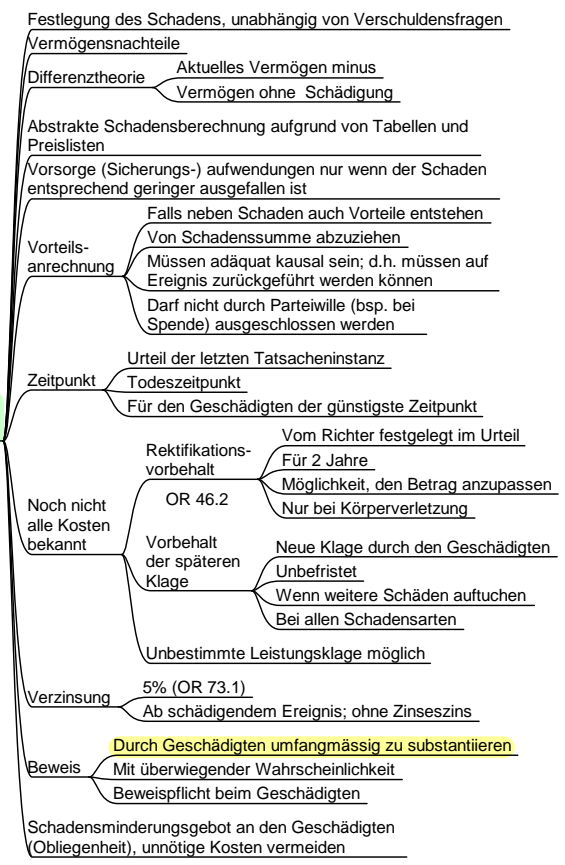 Festlegung des Schadens, unabhängig von Verschuldensfragen
Vermögensnachteile
Differenztheorie
Aktuelles Vermögen minus
Vermögen ohne Schädigung
Abstrakte Schadensberechnung aufgrund von Tabellen und
Preislisten
Vorsorge (Sicherungs-) aufwendungen nur wenn der Schaden
entsprechend geringer ausgefallen ist
Vorteils-
anrechnung
Falls neben Schaden auch Vorteile entstehen
Von Schadenssumme abzuziehen
Müssen adäquat kausal sein; d.h. müssen auf
Ereignis zurückgeführt werden können
Darf nicht durch Parteiwille (bsp. bei
Spende) ausgeschlossen werden
Zeitpunkt
Urteil der letzten Tatsacheninstanz
Todeszeitpunkt
Für den Geschädigten der günstigste Zeitpunkt
Noch nicht
alle Kosten
bekannt
Rektifikations-
vorbehalt
OR 46.2
Vom Richter festgelegt im Urteil
Für 2 Jahre
Möglichkeit, den Betrag anzupassen
Nur bei Körperverletzung
Vorbehalt
der späteren
Klage
Neue Klage durch den Geschädigten
Unbefristet
Wenn weitere Schäden auftuchen
Bei allen Schadensarten
Unbestimmte Leistungsklage möglich
Verzinsung
5% (OR 73.1)
Ab schädigendem Ereignis; ohne Zinseszins
Beweis
Durch Geschädigten umfangmässig zu substantiieren
Mit überwiegender Wahrscheinlichkeit
Beweispflicht beim Geschädigten
Schadensminderungsgebot an den Geschädigten
(Obliegenheit), unnötige Kosten vermeiden